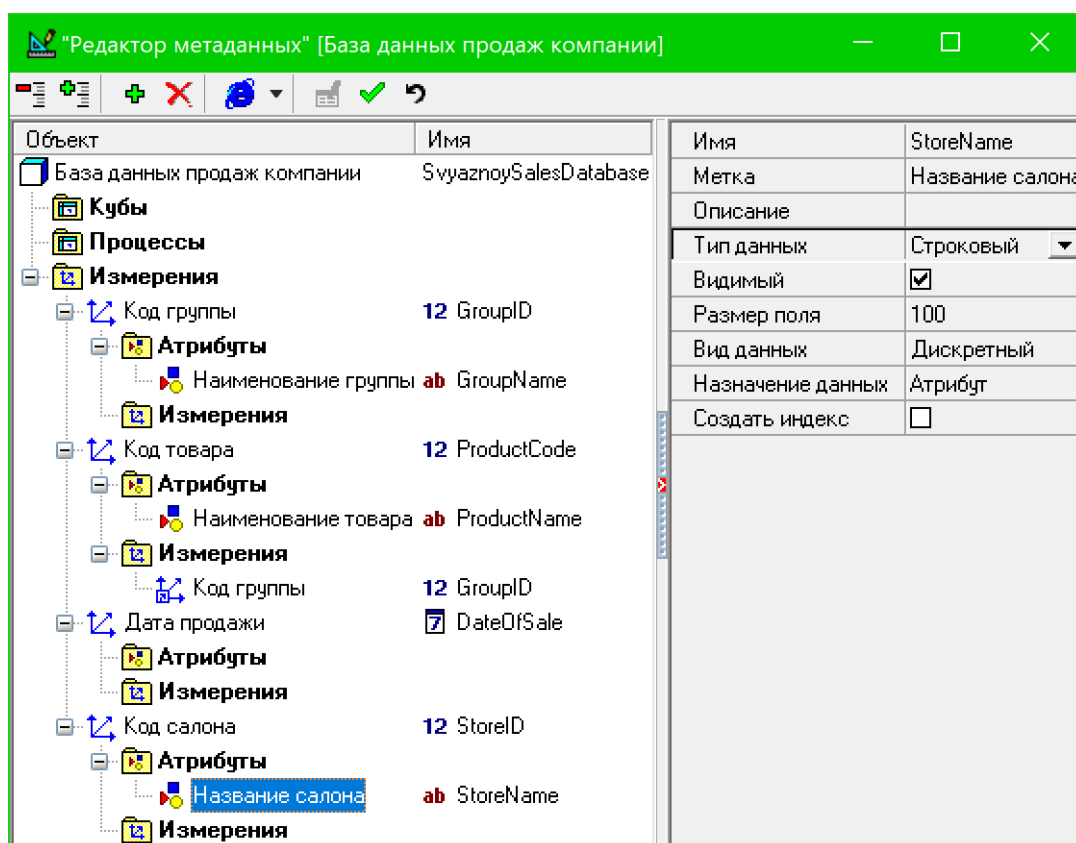 "Редактор метаданных" [База данных продаж компании]
Объект Имя
База данных продаж компании SvyaznoySalesDatabase
Кубы
Процессы
Измерения
Код группы 12 GroupID
Атрибуты
Наименование группы ab GroupName
Измерения
Код товара 12 ProductCode
Атрибуты
Наименование товара ab ProductName
Измерения
Код группы 12 GroupID
Дата продажи 7 DateOfSale
Атрибуты
Измерения
Код салона 12 StoreID
Атрибуты
Название салона ab StoreName
Измерения
Имя StoreName
Метка Название салона
Описание
Тип данных Строковый
Видимый
Размер поля 100
Вид данных Дискретный
Назначение данных Атрибут
Создать индекс